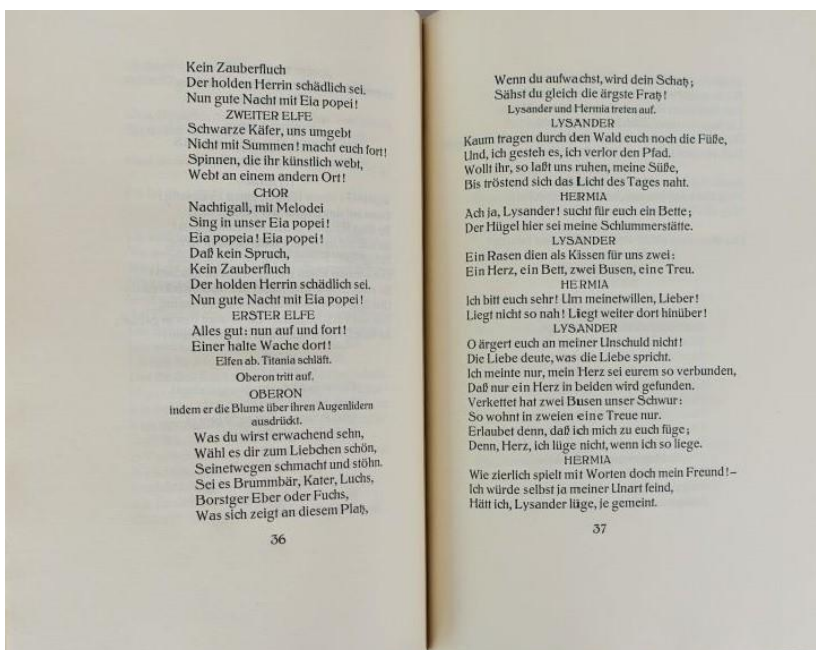 Kein Zauberfluch
Der holden Herrin schädlich sei.
Nun gute Nacht mit Eia popei!
ZWEITER ELFE
Schwarze Käfer, uns umgebt
Nicht mit Summen! macht euch fort!
Spinnen, die ihr künstlich webt,
Webt an einem andern Ort!
CHOR
Nachtigall, mit Melodei
Sing in unser Eia popei!
Eia popeia! Eia popei!
Daß kein Spruch,
Kein Zauberfluch
Der holden Herrin schädlich sei.
Nun gute Nacht mit Eia popei!
ERSTER ELFE
Alles gut: nun auf und fort!
Einer halte Wache dort!
Elfen ab. Titania schläft.
Oberon tritt auf.
OBERON
indem er die Blume über ihren Augenlidern
ausdrückt.
Was du wirst erwachend sehn,
Wähl es dir zum Liebchen schön,
Seinetwegen schmacht und stöhn.
Sei es Brummbär, Kater, Luchs,
Borstger Eber oder Fuchs,
Was sich zeigt an diesem Platz,
36
Wenn du aufwachst, wird dein Schatz;
Sähst du gleich die ärgste Fratz!
Lysander und Hermia treten auf.
LYSANDER
Kaum tragen durch den Wald euch noch die Füße,
Und, ich gesteh es, ich verlor den Pfad.
Wollt ihr, so laßt uns ruhen, meine Süße,
Bis tröstend sich das Licht des Tages naht.
HERMIA
Ach ja, Lysander! sucht für euch ein Bette;
Der Hügel hier sei meine Schlummerstätte.
LYSANDER
Ein Rasen dien als Kissen für uns zwei:
Ein Herz, ein Bett, zwei Busen, eine Treu.
HERMIA
Ich bitt euch sehr! Um meinetwillen, Lieber!
Liegt nicht so nah! Liegt weiter dort hinüber!
LYSANDER
O ärgert euch an meiner Unschuld nicht!
Die Liebe deute, was die Liebe spricht.
Ich meinte nur, mein Herz sei eurem so verbunden,
Daß nur ein Herz in beiden wird gefunden.
Verkettet hat zwei Busen unser Schwur:
So wohnt in zweien eine Treue nur.
Erlaubet denn, daß ich mich zu euch füge;
Denn, Herz, ich lüge nicht, wenn ich so liege.
HERMIA
Wie zierlich spielt mit Worten doch mein Freund!–
Ich würde selbst ja meiner Unart feind,
Hätt ich, Lysander lüge, je gemeint.
37